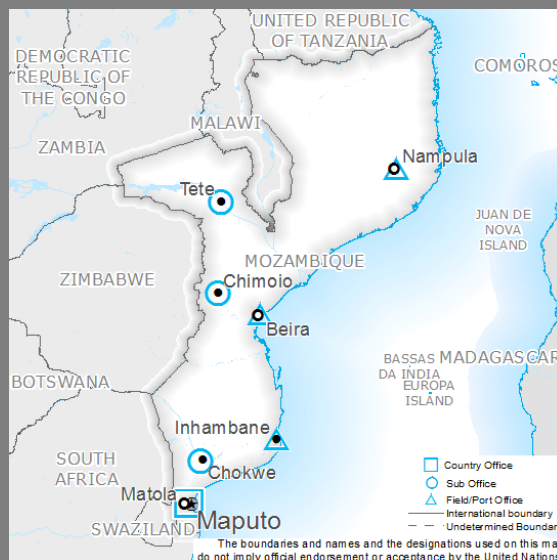 UNITED REPUBLIC
OF TANZANIA
DEMOCRATIC
REPUBLIC OF
THE CONGO
COMOROS
MALAWI
ZAMBIA
Nampula
Tete
JUAN DE
NOVA
ISLAND
MOZAMBIQUE
ZIMBABWE
Chimoio
Beira
BASSAS
DA INDIA
MADAGASCAR
EUROPA
ISLAND
BOTSWANA
Inhambane
SOUTH
AFRICA
Chokwe
Matola
Maputo
SWAZILAND
Country Office
Sub Office
Field/Port Office
International boundary
Undetermined Boundar
The boundaries and names and the designations used on this ma
do not imply official endorsement or acceptance by the United Nations